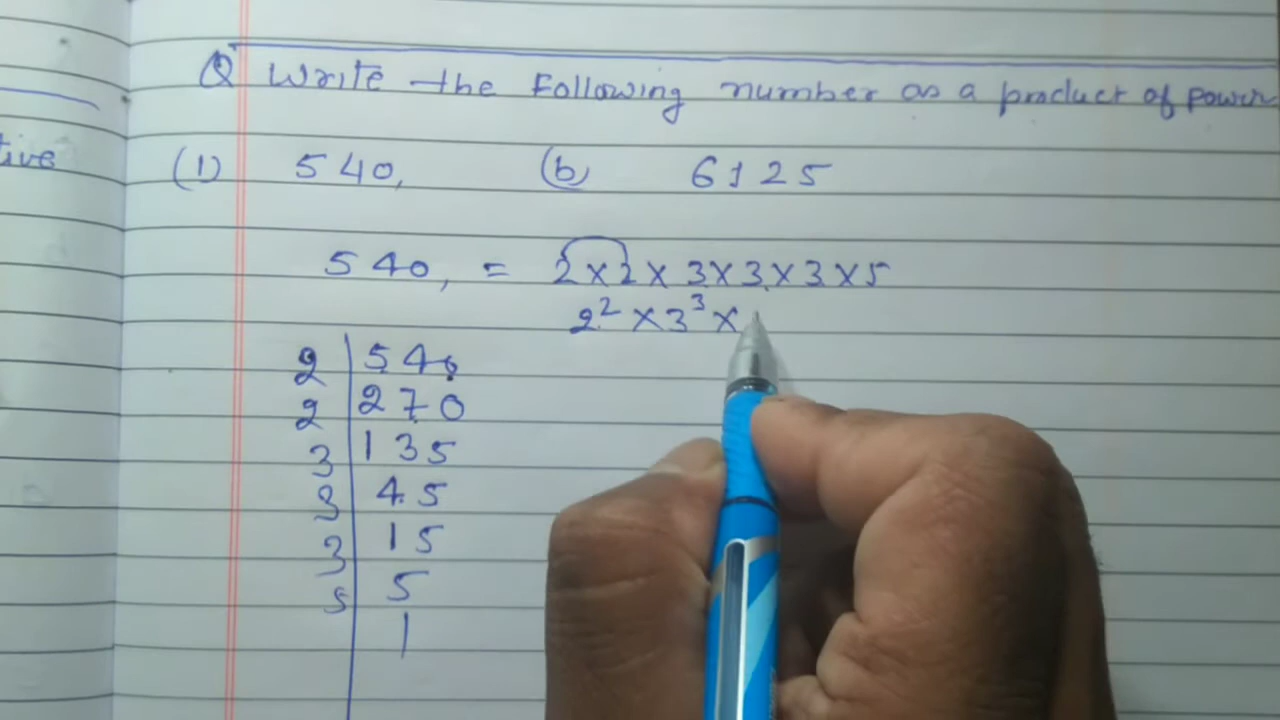 Q Write the Following number as a product of power
tive
(1) 540, (b) 6125
540, = 2×2×3×3×3×5
2² ×3³×
2 | 540
2 | 270
3 | 135
3 | 45
3 | 15
5 | 5
| 1